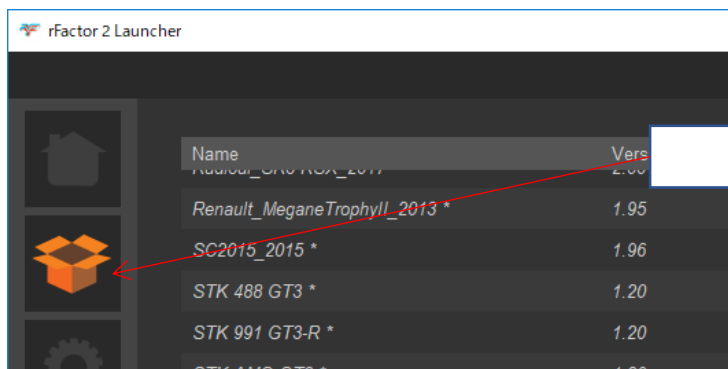 rFactor 2 Launcher
Name Vers
Renault_MeganeTrophyII_2013 * 1.95
SC2015_2015 * 1.96
STK 488 GT3 * 1.20
STK 991 GT3-R * 1.20